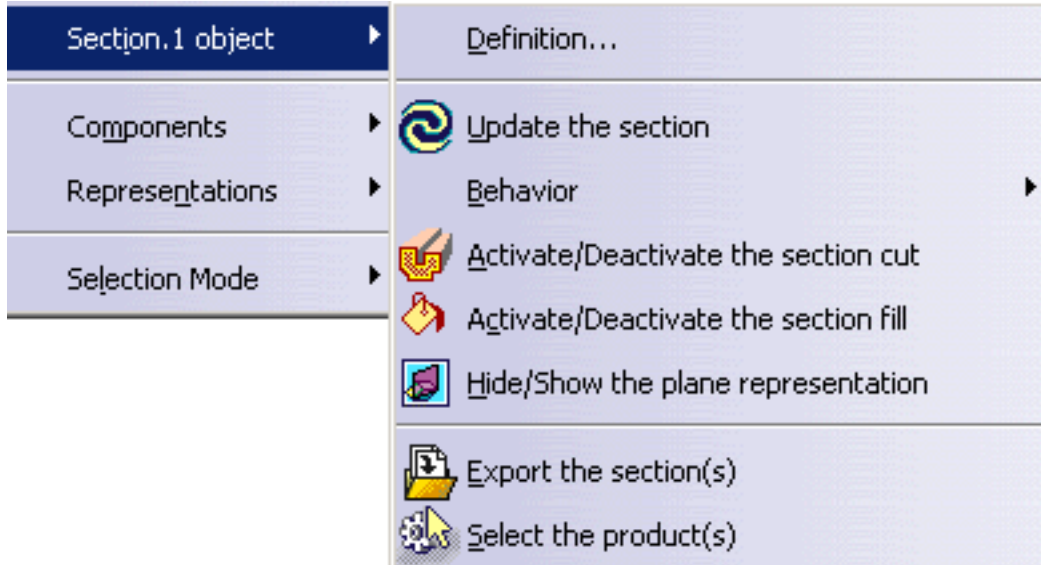 Section.1 object
Components
Representations
Selection Mode
Definition...
Update the section
Behavior
Activate/Deactivate the section cut
Activate/Deactivate the section fill
Hide/Show the plane representation
Export the section(s)
Select the product(s)